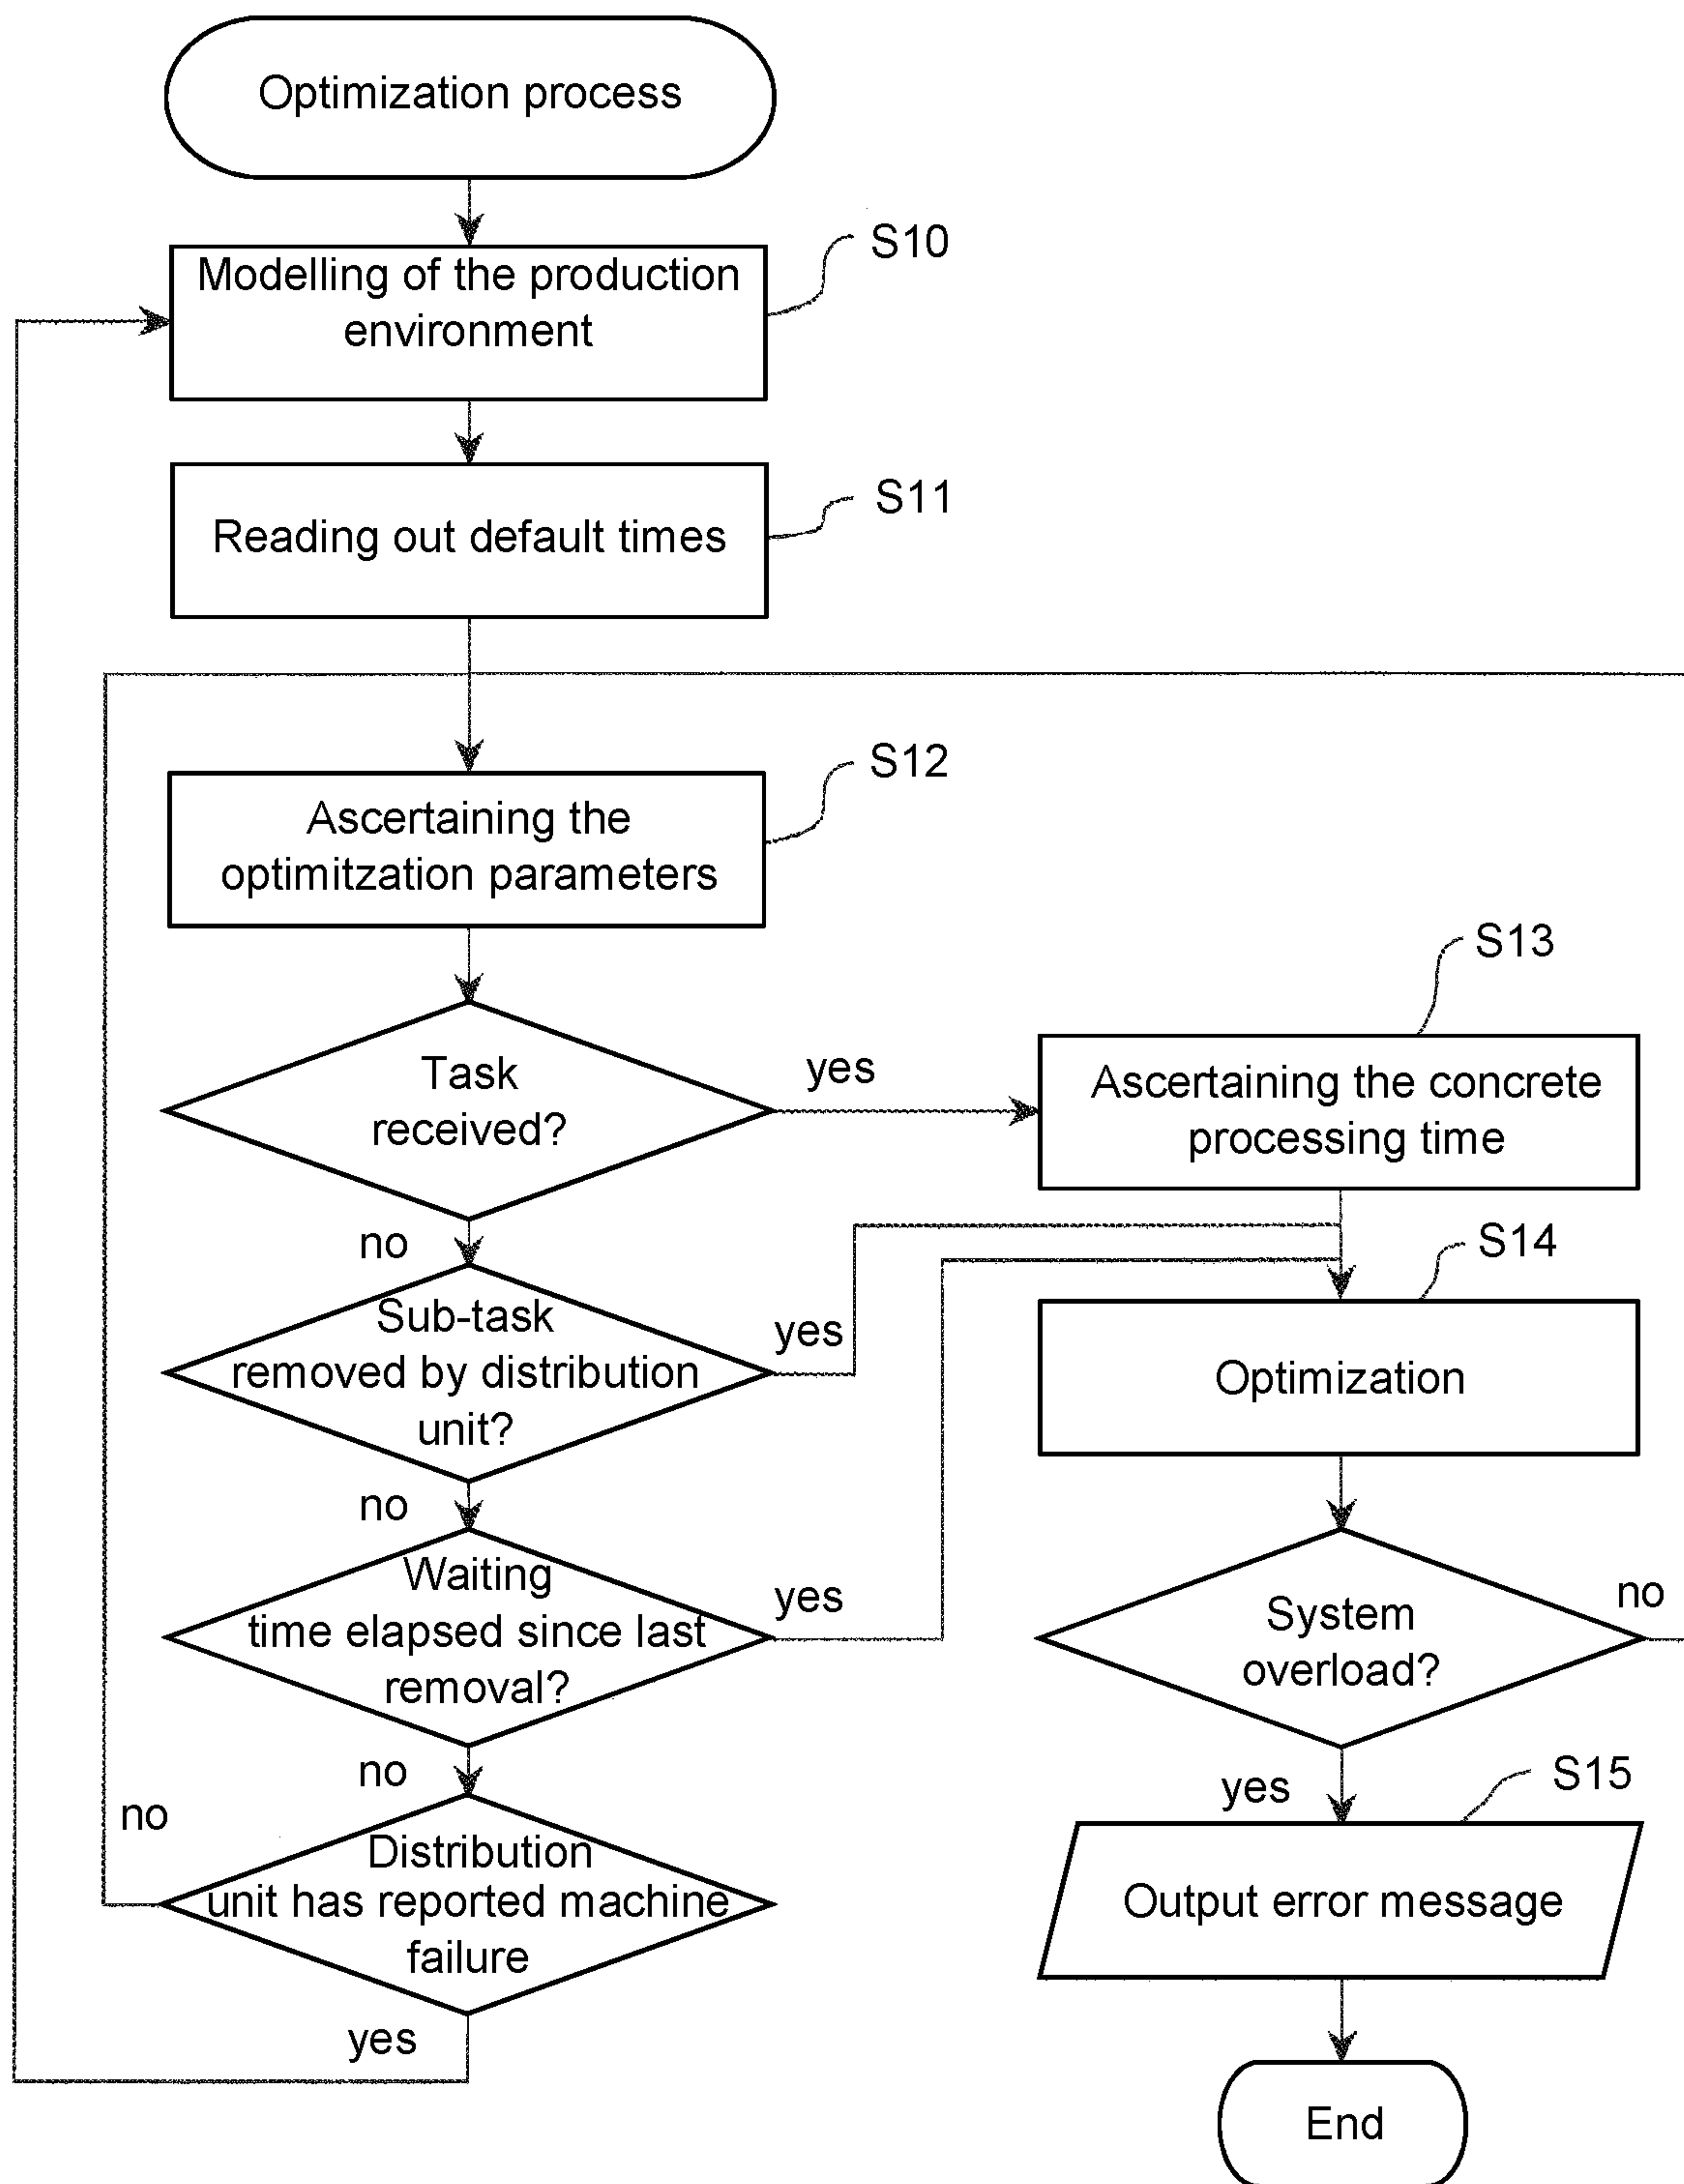 Optimization process
S10
Modelling of the production
environment
S11
Reading out default times
S12
Ascertaining the
optimitzation parameters
S13
Task
received?
yes
Ascertaining the concrete
processing time
no
S14
Sub-task
removed by distribution
unit?
yes
Optimization
no
Waiting
time elapsed since last
removal?
yes
System
overload?
no
no
yes
S15
no
Distribution
unit has reported machine
failure
Output error message
yes
End